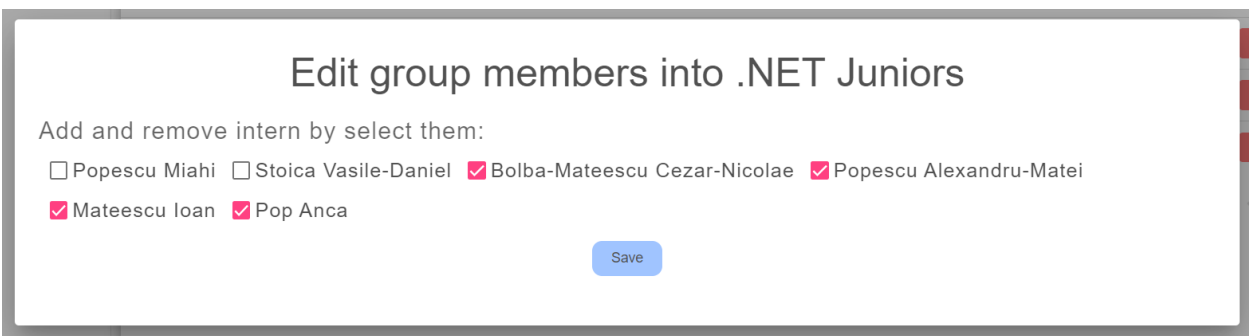 Edit group members into .NET Juniors
Add and remove intern by select them:
Popescu Miahi Stoica Vasile-Daniel Bolba-Mateescu Cezar-Nicolae Popescu Alexandru-Matei
Mateescu Ioan Pop Anca
Save